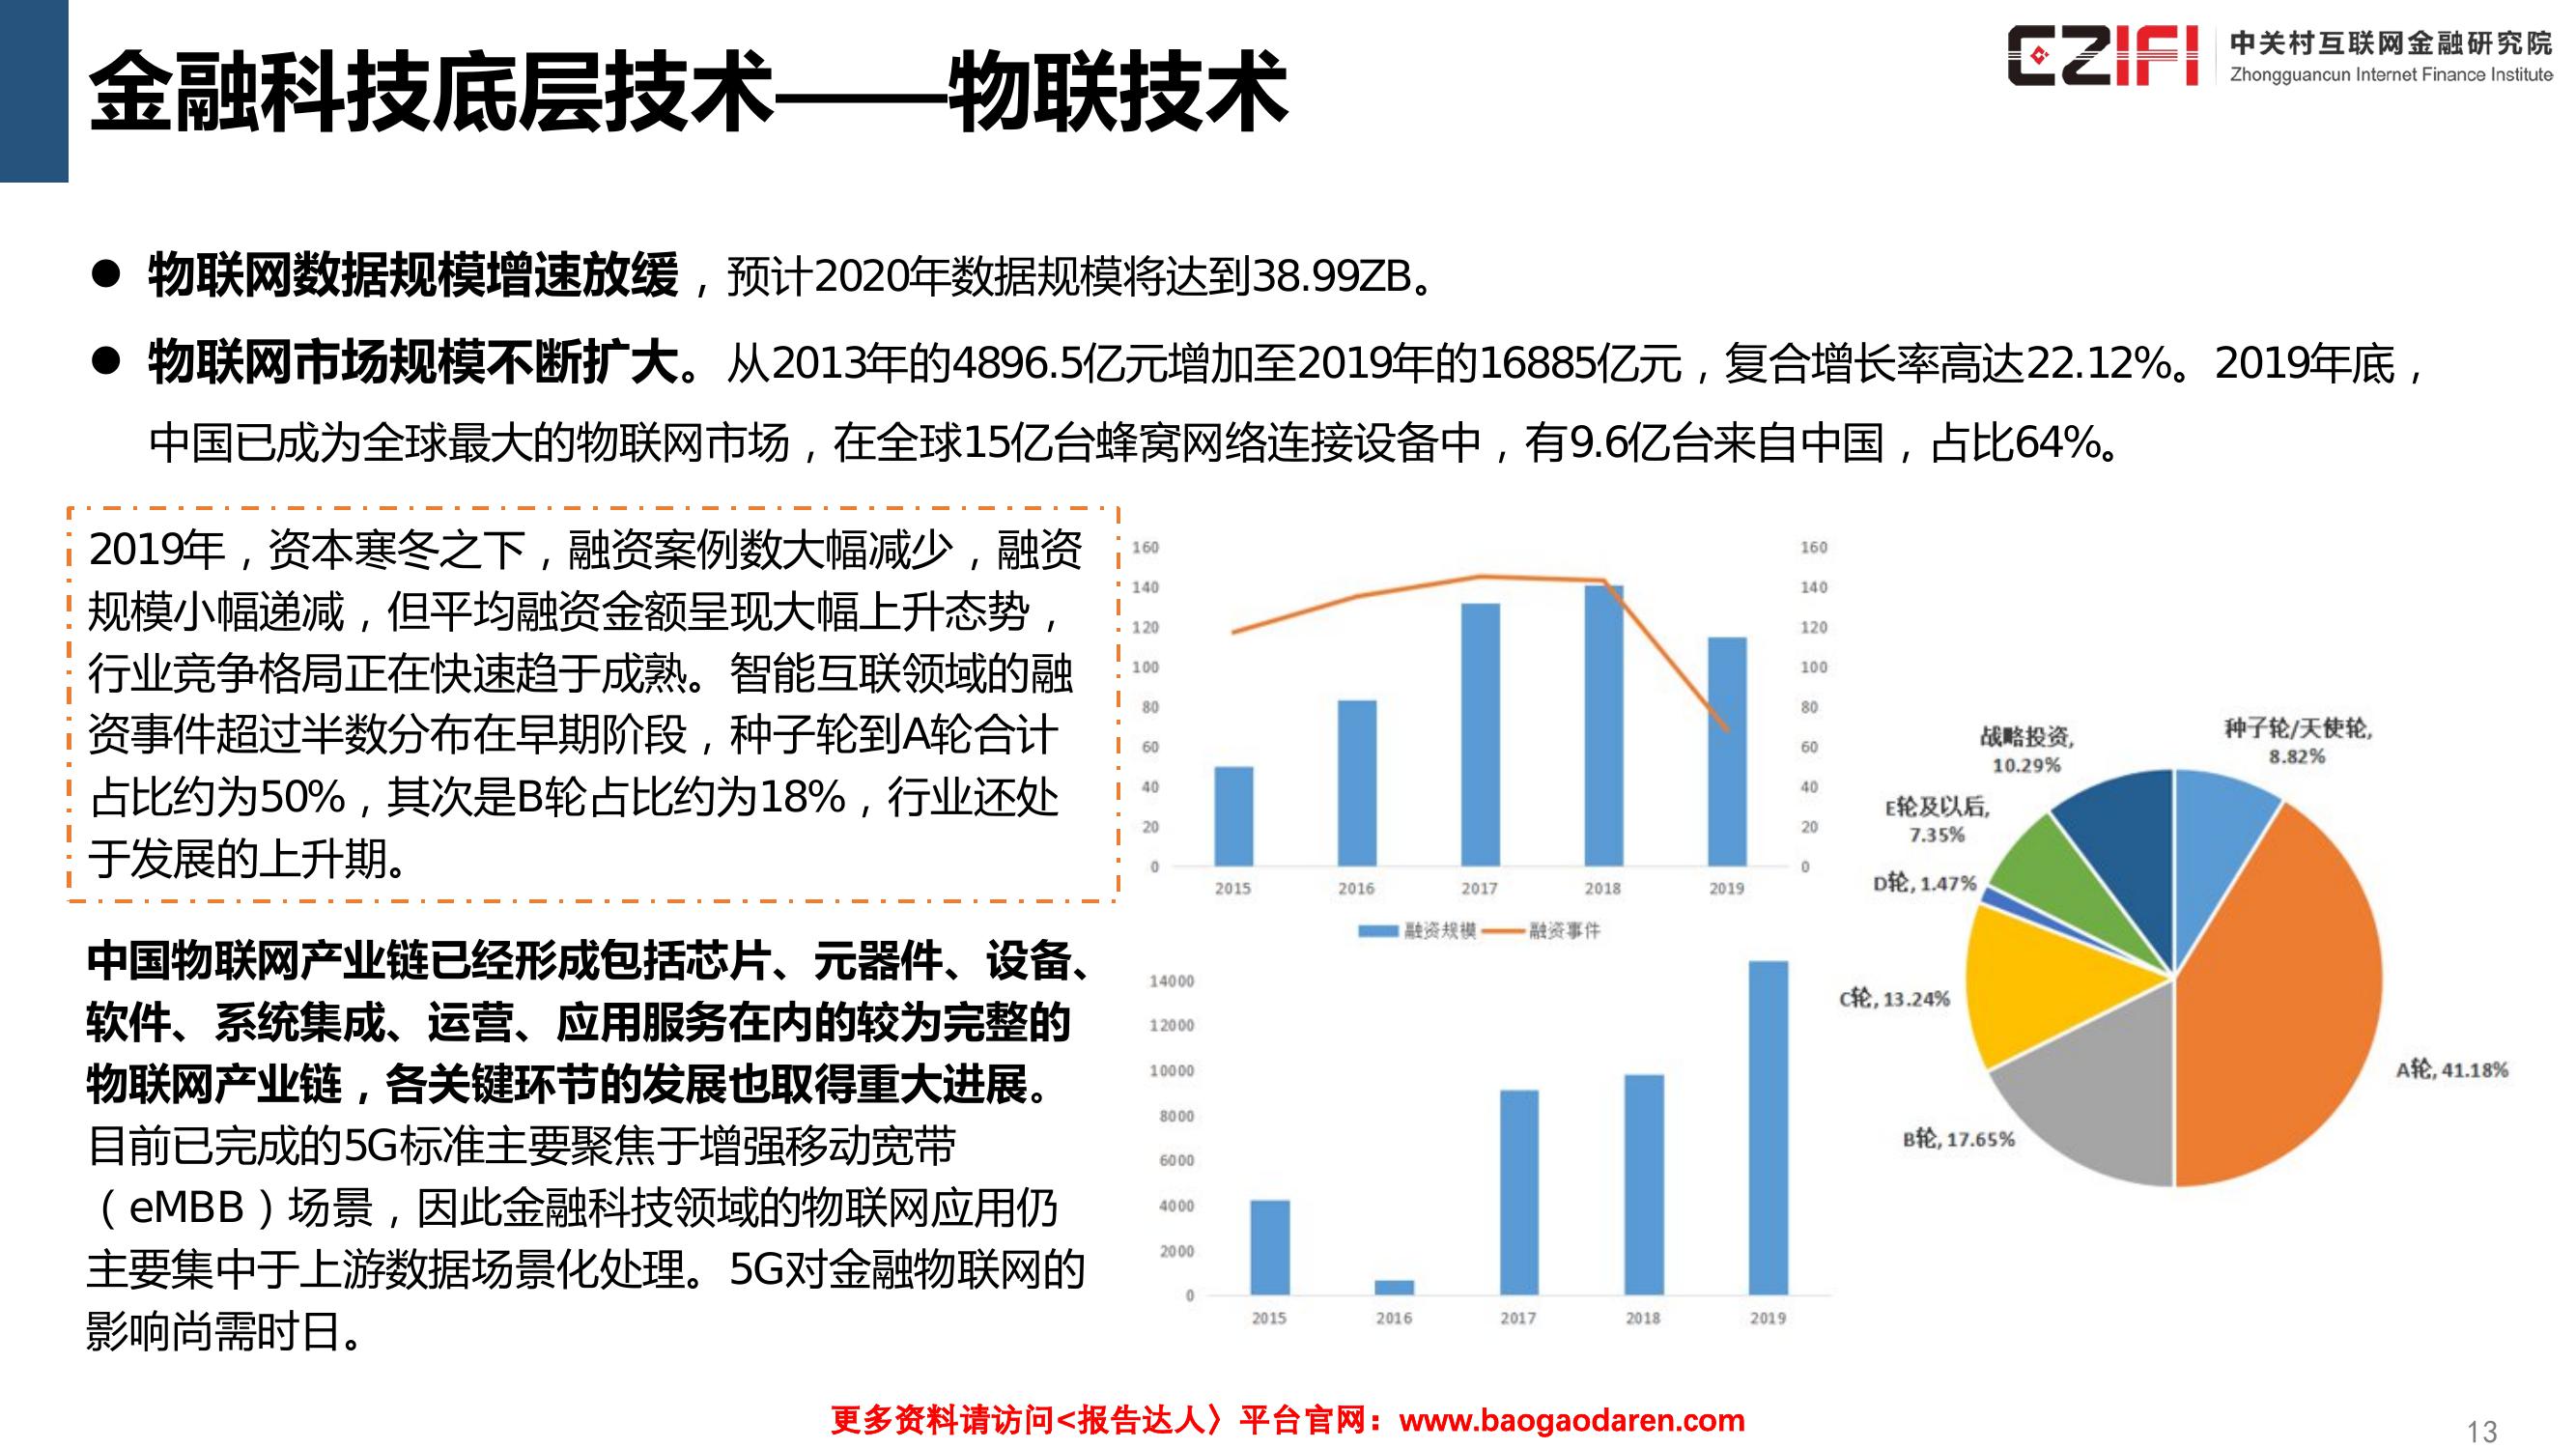 金融科技底层技术——物联技术
CZIFI
中关村互联网金融研究院
Zhongguancun Internet Finance Institute
● 物联网数据规模增速放缓，预计2020年数据规模将达到38.99ZB。
● 物联网市场规模不断扩大。从2013年的4896.5亿元增加至2019年的16885亿元，复合增长率高达22.12%。2019年底，
中国已成为全球最大的物联网市场，在全球15亿台蜂窝网络连接设备中，有9.6亿台来自中国，占比64%。
2019年，资本寒冬之下，融资案例数大幅减少，融资
规模小幅递减，但平均融资金额呈现大幅上升态势，
行业竞争格局正在快速趋于成熟。智能互联领域的融
资事件超过半数分布在早期阶段，种子轮到A轮合计
占比约为50%，其次是B轮占比约为18%，行业还处
于发展的上升期。
中国物联网产业链已经形成包括芯片、元器件、设备、
软件、系统集成、运营、应用服务在内的较为完整的
物联网产业链，各关键环节的发展也取得重大进展。
目前已完成的5G标准主要聚焦于增强移动宽带
（eMBB）场景，因此金融科技领域的物联网应用仍
主要集中于上游数据场景化处理。5G对金融物联网的
影响尚需时日。
160 160
140 140
120 120
100 100
80 80
60 60
40 40
20 20
0 0
2015 2016 2017 2018 2019
融资规模 融资事件
14000
12000
10000
8000
6000
4000
2000
0
2015 2016 2017 2018 2019
种子轮/天使轮,
8.82%
战略投资,
10.29%
E轮及以后,
7.35%
D轮, 1.47%
C轮, 13.24%
A轮, 41.18%
B轮, 17.65%
更多资料请访问<报告达人〉平台官网：www.baogaodaren.com
13